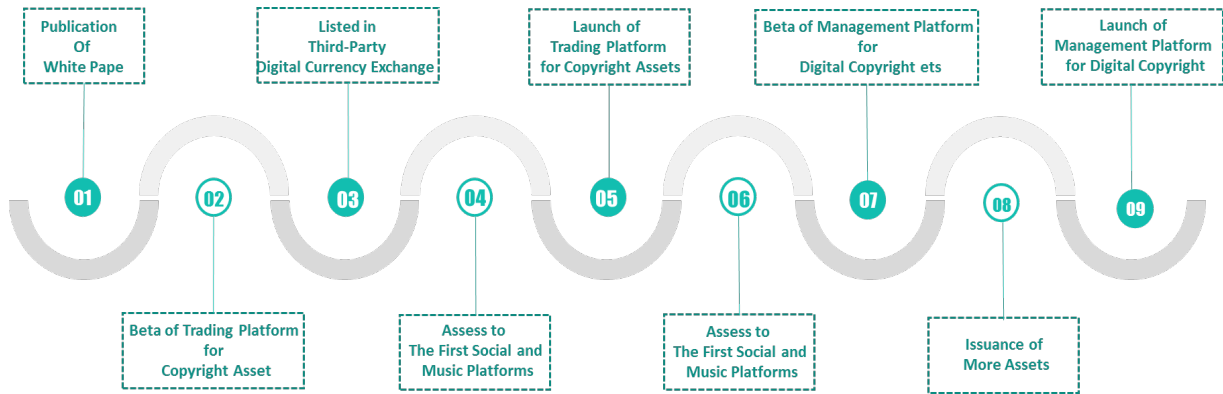 Publication
Of
White Pape
Listed in
Third-Party
Digital Currency Exchange
Launch of
Trading Platform
for Copyright Assets
Beta of Management Platform
for
Digital Copyright ets
Launch of
Management Platform
for Digital Copyright
01
02
03
04
05
06
07
08
09
Beta of Trading Platform
for
Copyright Asset
Assess to
The First Social and
Music Platforms
Assess to
The First Social and
Music Platforms
Issuance of
More Assets